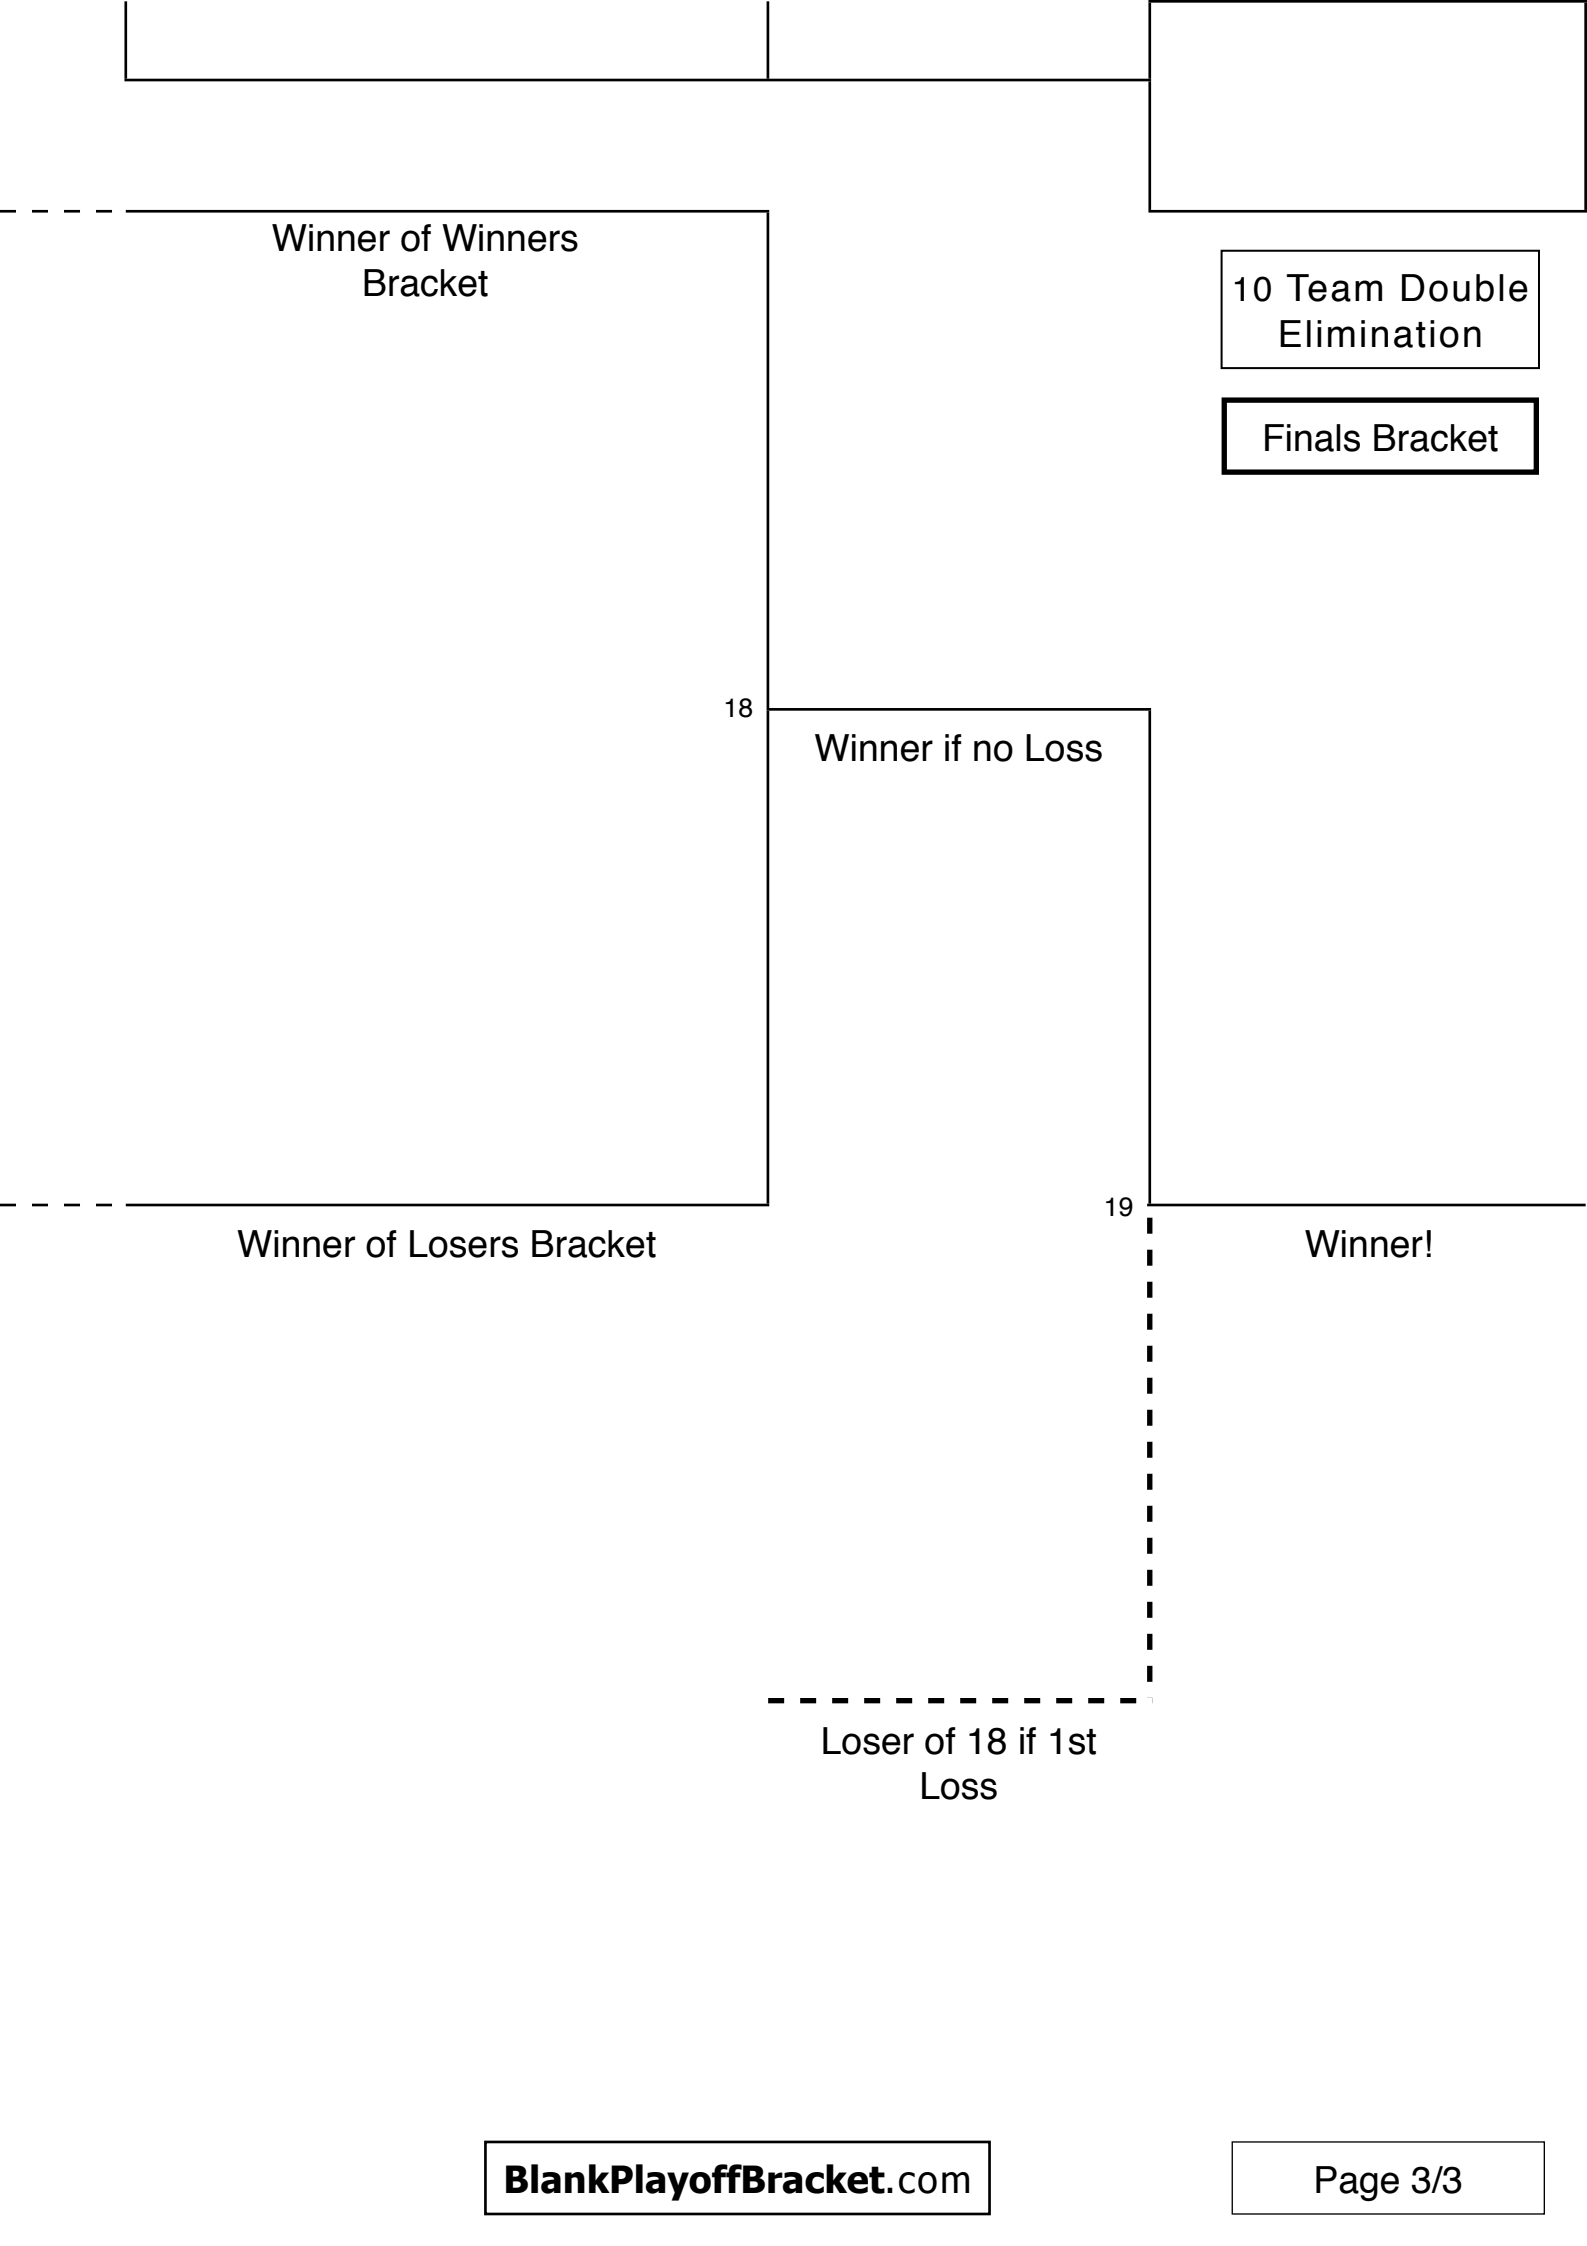 Winner of Winners
Bracket
10 Team Double
Elimination
Finals Bracket
18
Winner if no Loss
19
Winner of Losers Bracket
Winner!
Loser of 18 if 1st
Loss
BlankPlayoffBracket.com
Page 3/3